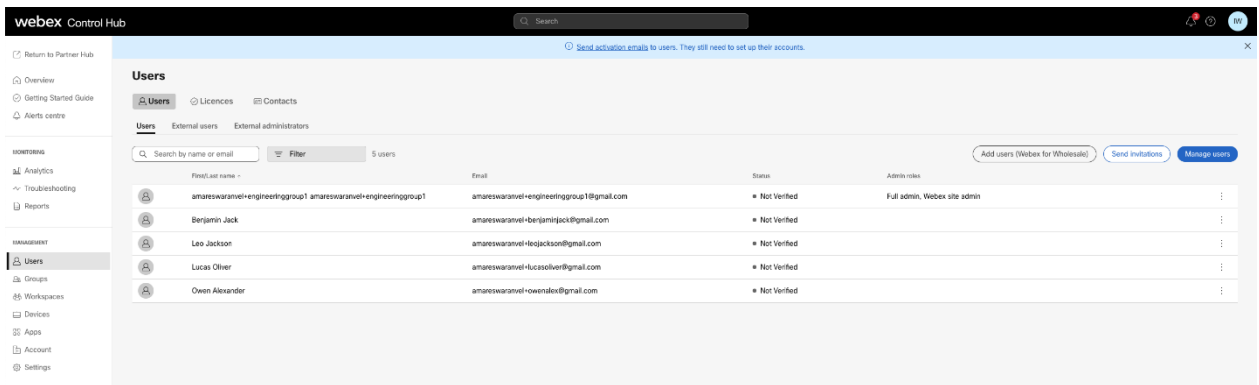 webex Control Hub
Search
3
IW
Return to Partner Hub
Send activation emails to users. They still need to set up their accounts.
Overview
Getting Started Guide
Alerts centre
MONITORING
Analytics
Troubleshooting
Reports
MANAGEMENT
Users
Groups
Workspaces
Devices
Apps
Account
Settings
Users
Users Licences Contacts
Users External users External administrators
Search by name or email Filter 5 users Add users (Webex for Wholesale) Send invitations Manage users
First/Last name Email Status Admin roles
amareswaranvel+engineeringgroup1 amareswaranvel+engineeringgroup1 amareswaranvel+engineeringgroup1@gmail.com Not Verified Full admin, Webex site admin
Benjamin Jack amareswaranvel+benjaminjack@gmail.com Not Verified
Leo Jackson amareswaranvel+leojackson@gmail.com Not Verified
Lucas Oliver amareswaranvel+lucasoliver@gmail.com Not Verified
Owen Alexander amareswaranvel+owenalex@gmail.com Not Verified